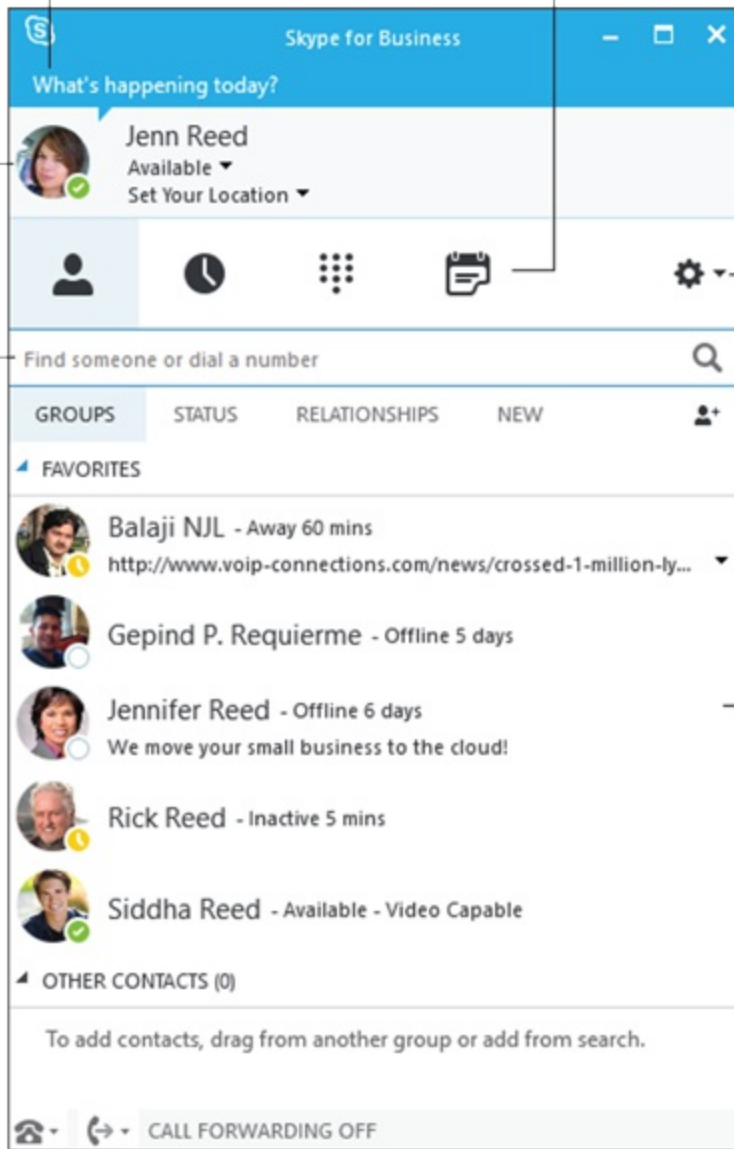 Skype for Business
What's happening today?
Jenn Reed
Available
Set Your Location
Find someone or dial a number
GROUPS STATUS RELATIONSHIPS NEW
FAVORITES
Balaji NJL - Away 60 mins
http://www.voip-connections.com/news/crossed-1-million-ly...
Gepind P. Requierme - Offline 5 days
Jennifer Reed - Offline 6 days
We move your small business to the cloud!
Rick Reed - Inactive 5 mins
Siddha Reed - Available - Video Capable
OTHER CONTACTS (0)
To add contacts, drag from another group or add from search.
CALL FORWARDING OFF